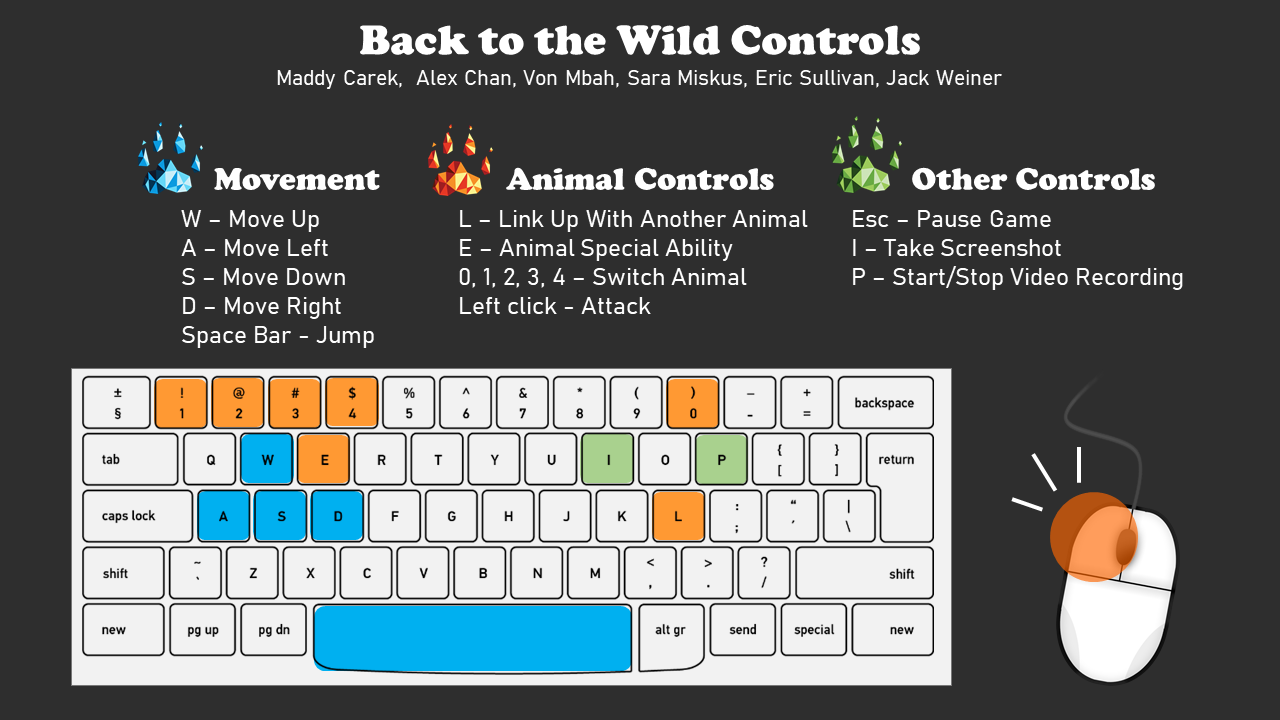 Back to the Wild Controls
Maddy Carek,  Alex Chan, Von Mbah, Sara Miskus, Eric Sullivan, Jack Weiner
Movement
W – Move Up
A – Move Left
S – Move Down
D – Move Right
Space Bar - Jump
Animal Controls
L – Link Up With Another Animal
E – Animal Special Ability
0, 1, 2, 3, 4 – Switch Animal
Left click - Attack
Other Controls
Esc – Pause Game
I – Take Screenshot
P – Start/Stop Video Recording
± ! @ # $ % ^ & * ( ) _ +
§ 1 2 3 4 5 6 7 8 9 0 - = backspace
tab Q W E R T Y U I O P { } return
[ ]
caps lock A S D F G H J K L : “ |
; ´ \
shift ~ Z X C V B N M < > ? shift
` , . /
new pg up pg dn alt gr send special new